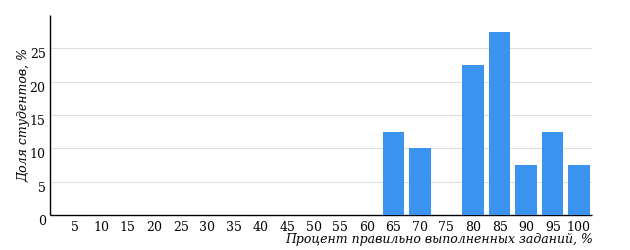 Доля студентов, %
25
20
15
10
5
0
5 10 15 20 25 30 35 40 45 50 55 60 65 70 75 80 85 90 95 100
Процент правильно выполненных заданий, %